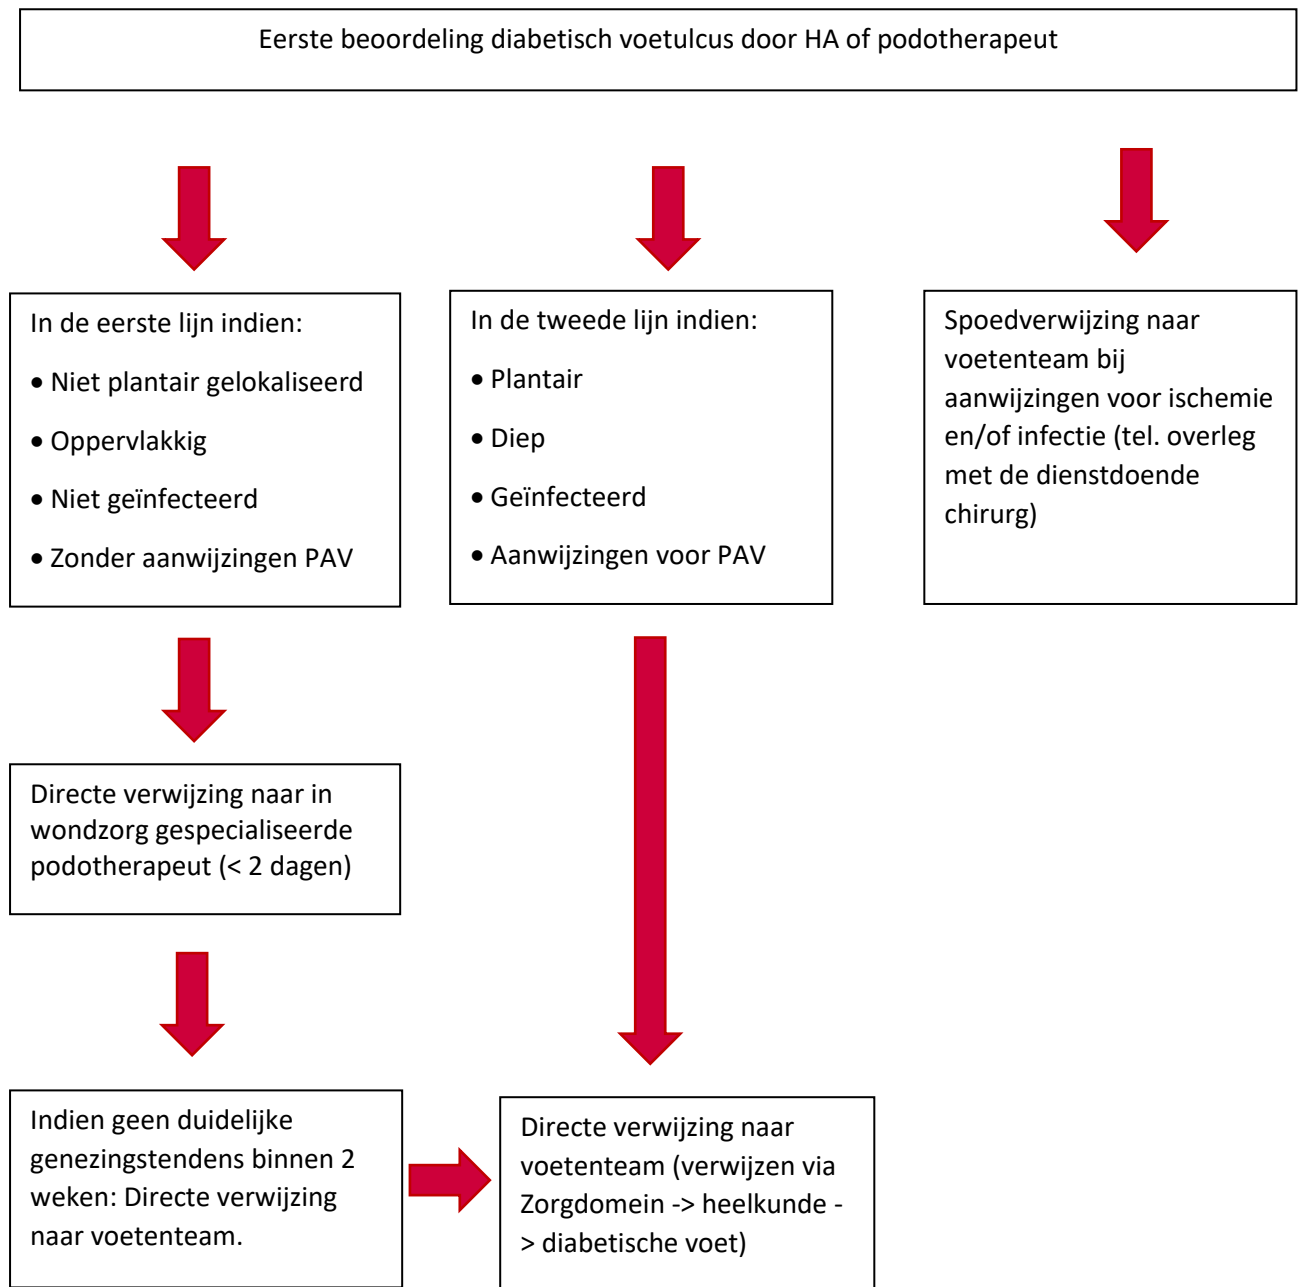 Eerste beoordeling diabetisch voetulcus door HA of podotherapeut
In de eerste lijn indien:
• Niet plantair gelokaliseerd
• Oppervlakkig
• Niet geïnfecteerd
• Zonder aanwijzingen PAV
In de tweede lijn indien:
• Plantair
• Diep
• Geïnfecteerd
• Aanwijzingen voor PAV
Spoedverwijzing naar
voetenteam bij
aanwijzingen voor ischemie
en/of infectie (tel. overleg
met de dienstdoende
chirurg)
Directe verwijzing naar in
wondzorg gespecialiseerde
podotherapeut (< 2 dagen)
Indien geen duidelijke
genezingstendens binnen 2
weken: Directe verwijzing
naar voetenteam.
Directe verwijzing naar
voetenteam (verwijzen via
Zorgdomein -> heelkunde -
> diabetische voet)